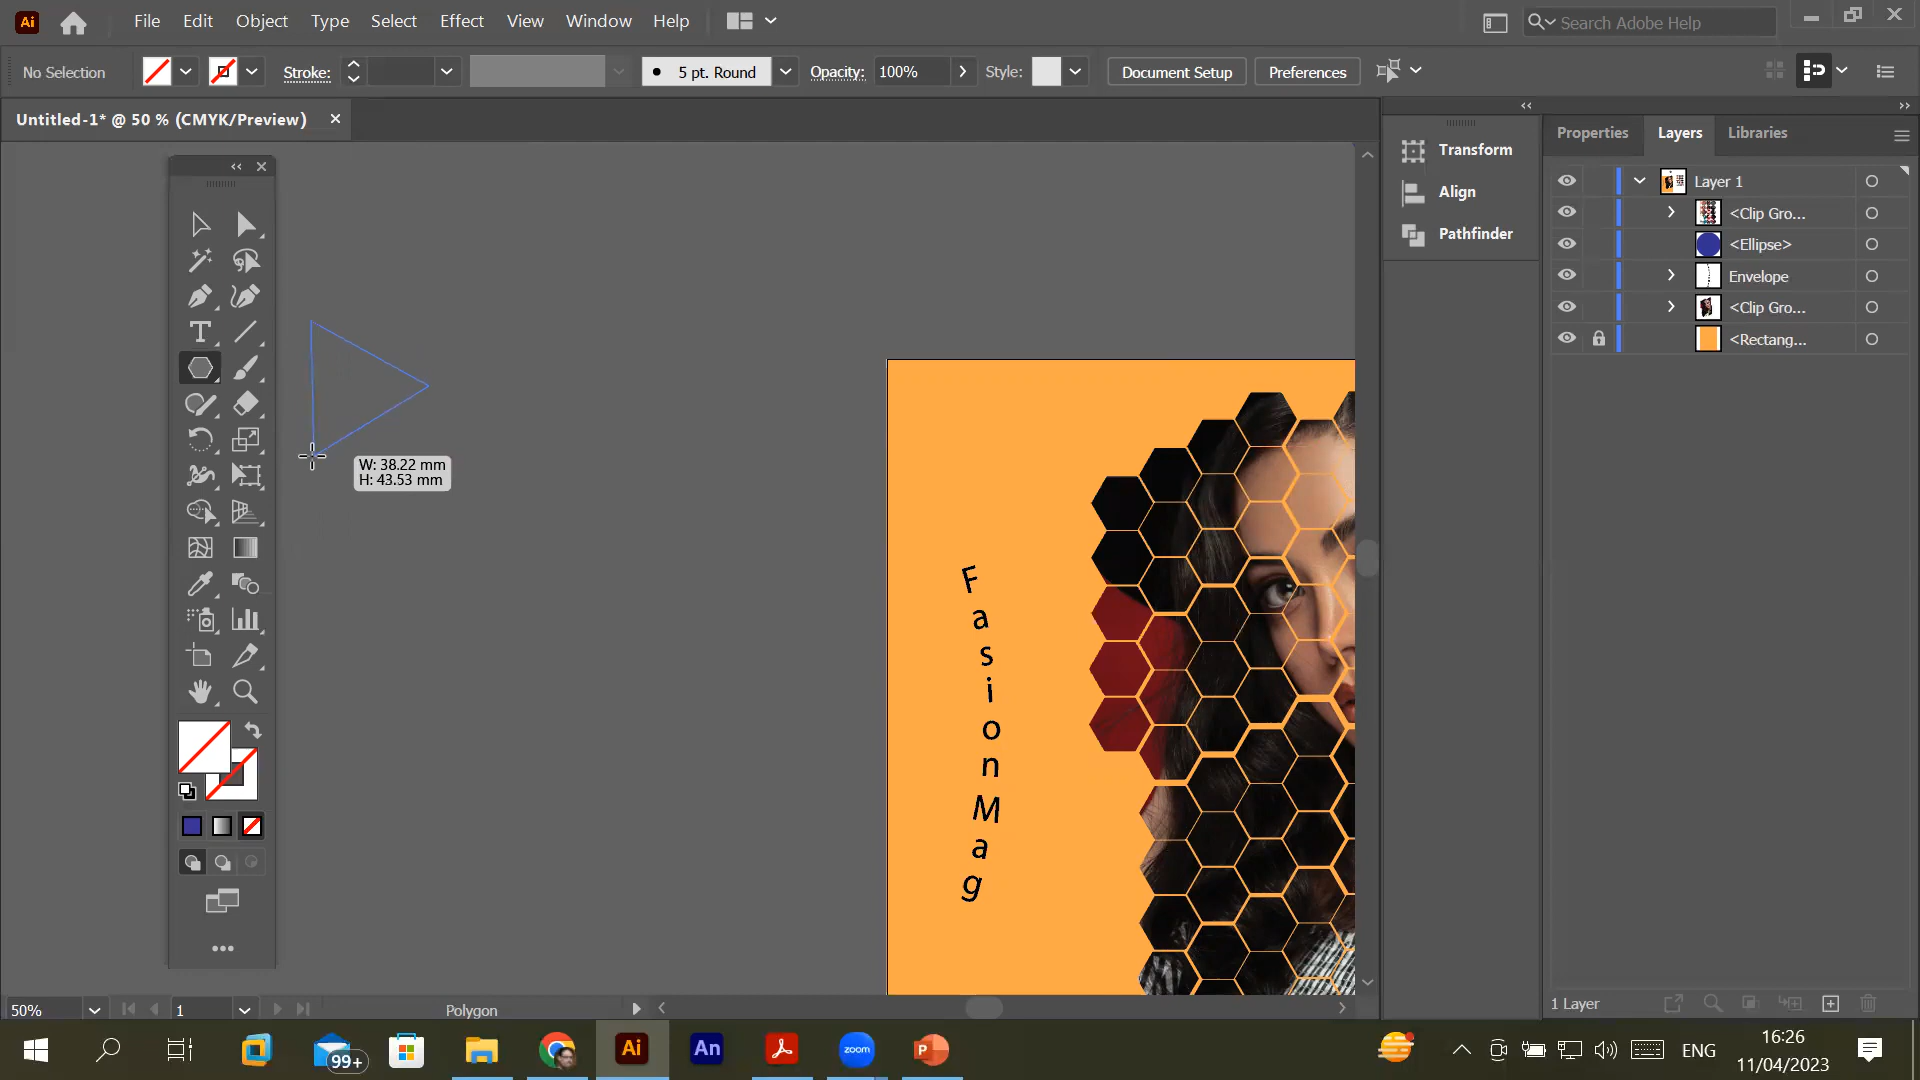 Ai File Edit Object Type Select Effect View Window Help Search Adobe Help
No Selection Stroke: 5 pt. Round Opacity: 100% Style: Document Setup Preferences
Untitled-1* @ 50 % (CMYK/Preview)
Transform
Align
Pathfinder
Properties Layers Libraries
Layer 1
<Clip Gro...
<Ellipse>
Envelope
<Clip Gro...
<Rectang...
W: 38.22 mm
H: 43.53 mm
F
a
s
i
o
n
M
a
g
50% 1 Polygon
1 Layer
99+ Ai An zoom P ENG
16:26
11/04/2023